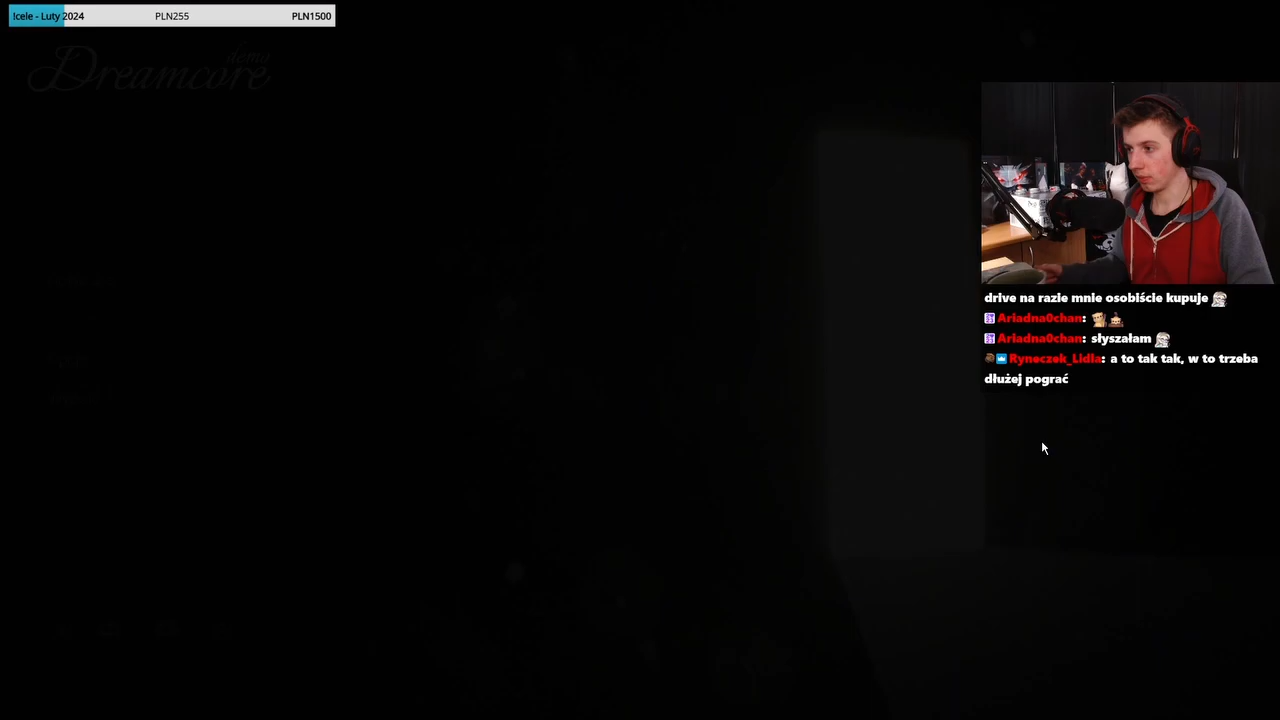 !cele - Luty 2024 PLN255 PLN1500
demo
Dreamcore
drive na razie mnie osobiście kupuje
Ariadna0chan:
Ariadna0chan: słyszałam
Ryneczek_Lidla: a to tak tak, w to trzeba
dłużej pograć